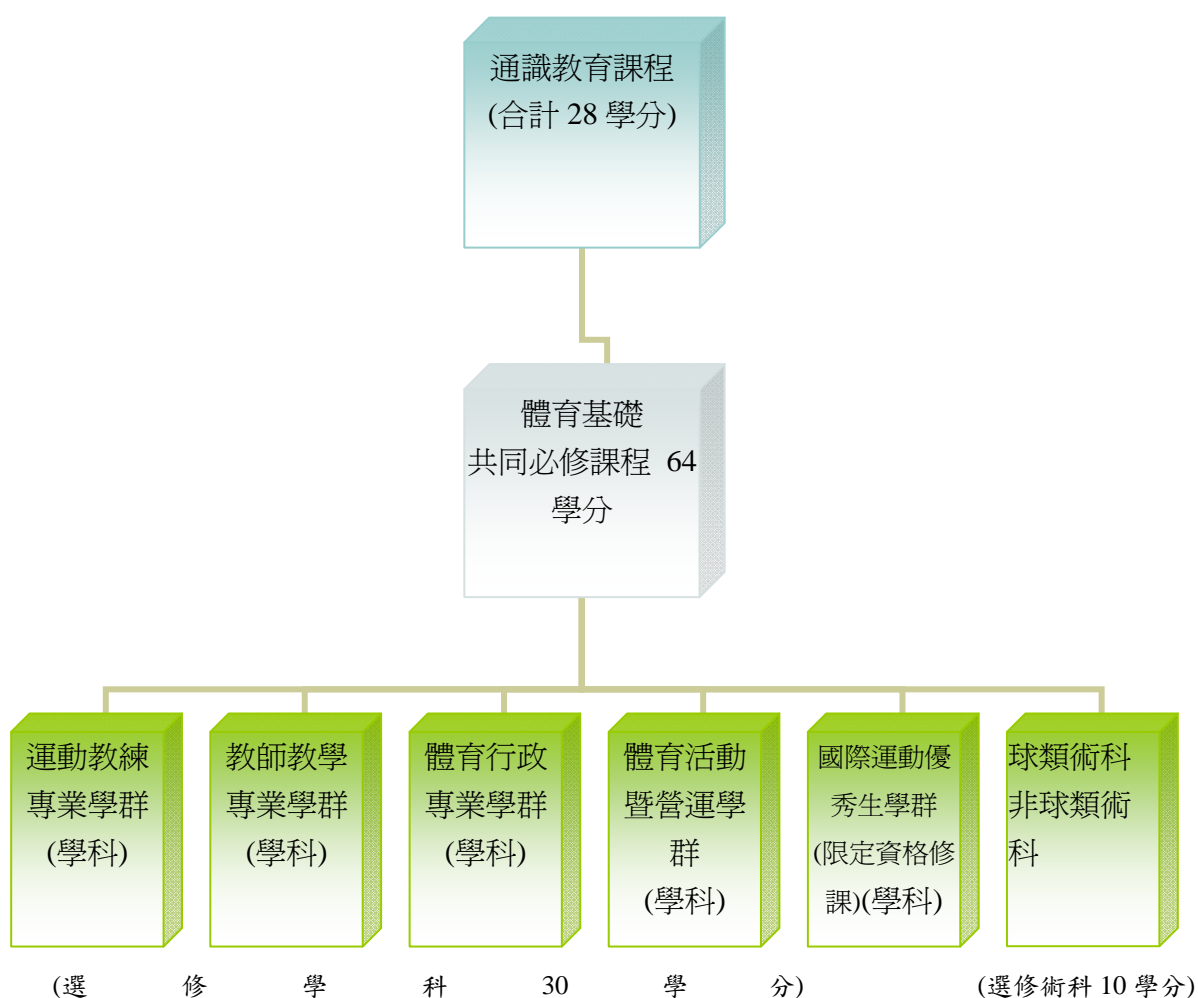 通識教育課程
(合計 28 學分)
體育基礎
共同必修課程 64
學分
運動教練
專業學群
(學科)
教師教學
專業學群
(學科)
體育行政
專業學群
(學科)
體育活動
暨營運學
群
(學科)
國際運動優
秀生學群
(限定資格修
課)(學科)
球類術科
非球類術
科
(選 修 學 科 30 學 分)
(選修術科 10 學分)